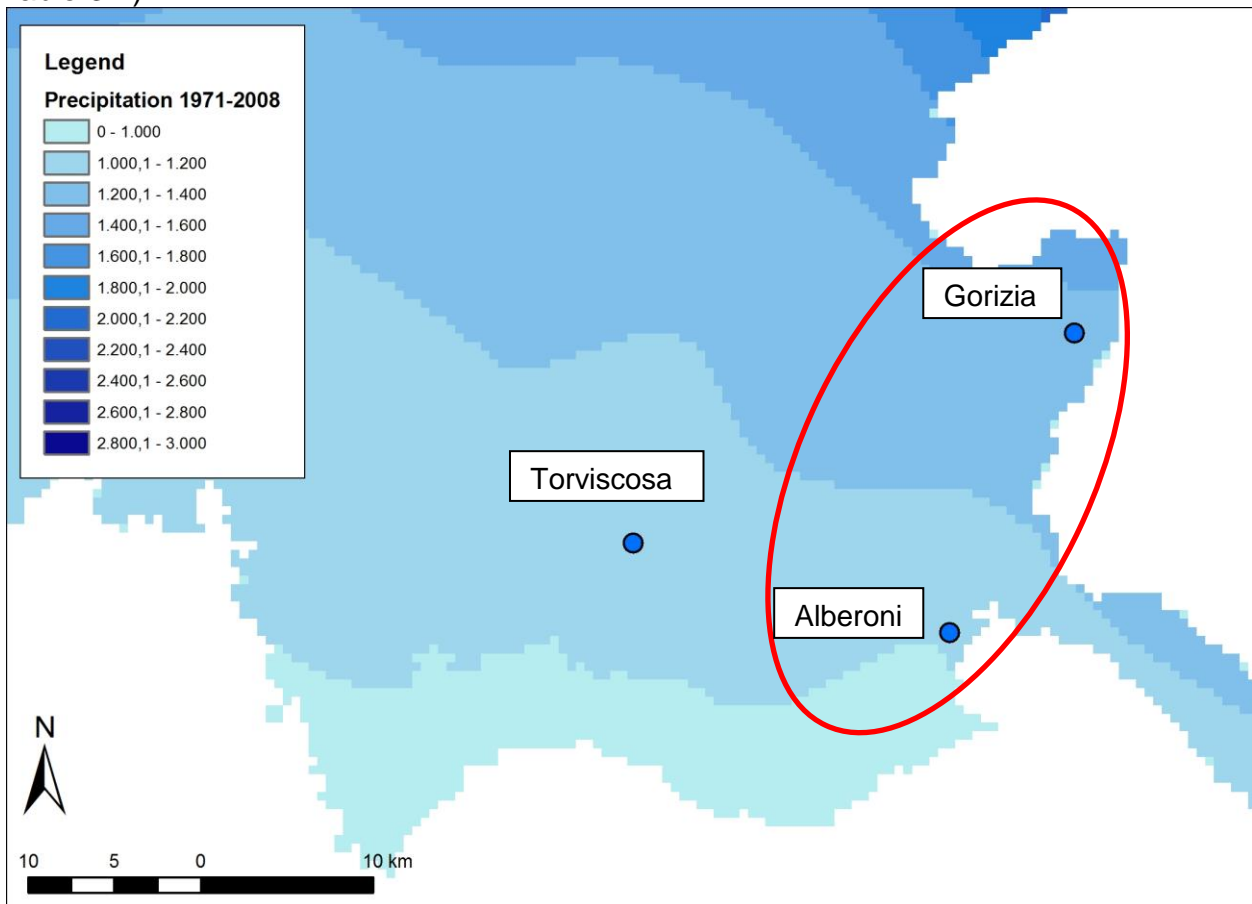 Legend
Precipitation 1971-2008
0 - 1.000
1.000,1 - 1.200
1.200,1 - 1.400
1.400,1 - 1.600
1.600,1 - 1.800
1.800,1 - 2.000
2.000,1 - 2.200
2.200,1 - 2.400
2.400,1 - 2.600
2.600,1 - 2.800
2.800,1 - 3.000
Gorizia
Torviscosa
Alberoni
N
10 5 0 10 km